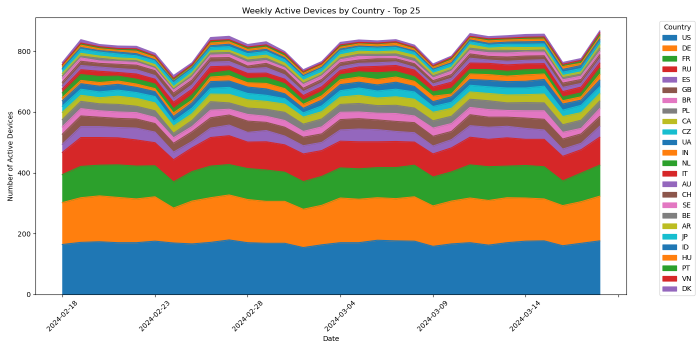 Weekly Active Devices by Country - Top 25
Number of Active Devices
800
600
400
200
0
2024-02-18
2024-02-23
2024-02-28
2024-03-04
2024-03-09
2024-03-14
Date
Country
US
DE
FR
RU
ES
GB
BR
PL
CA
CZ
UA
IN
NL
IT
AU
CH
SE
BE
AR
JP
ID
HU
PT
VN
DK